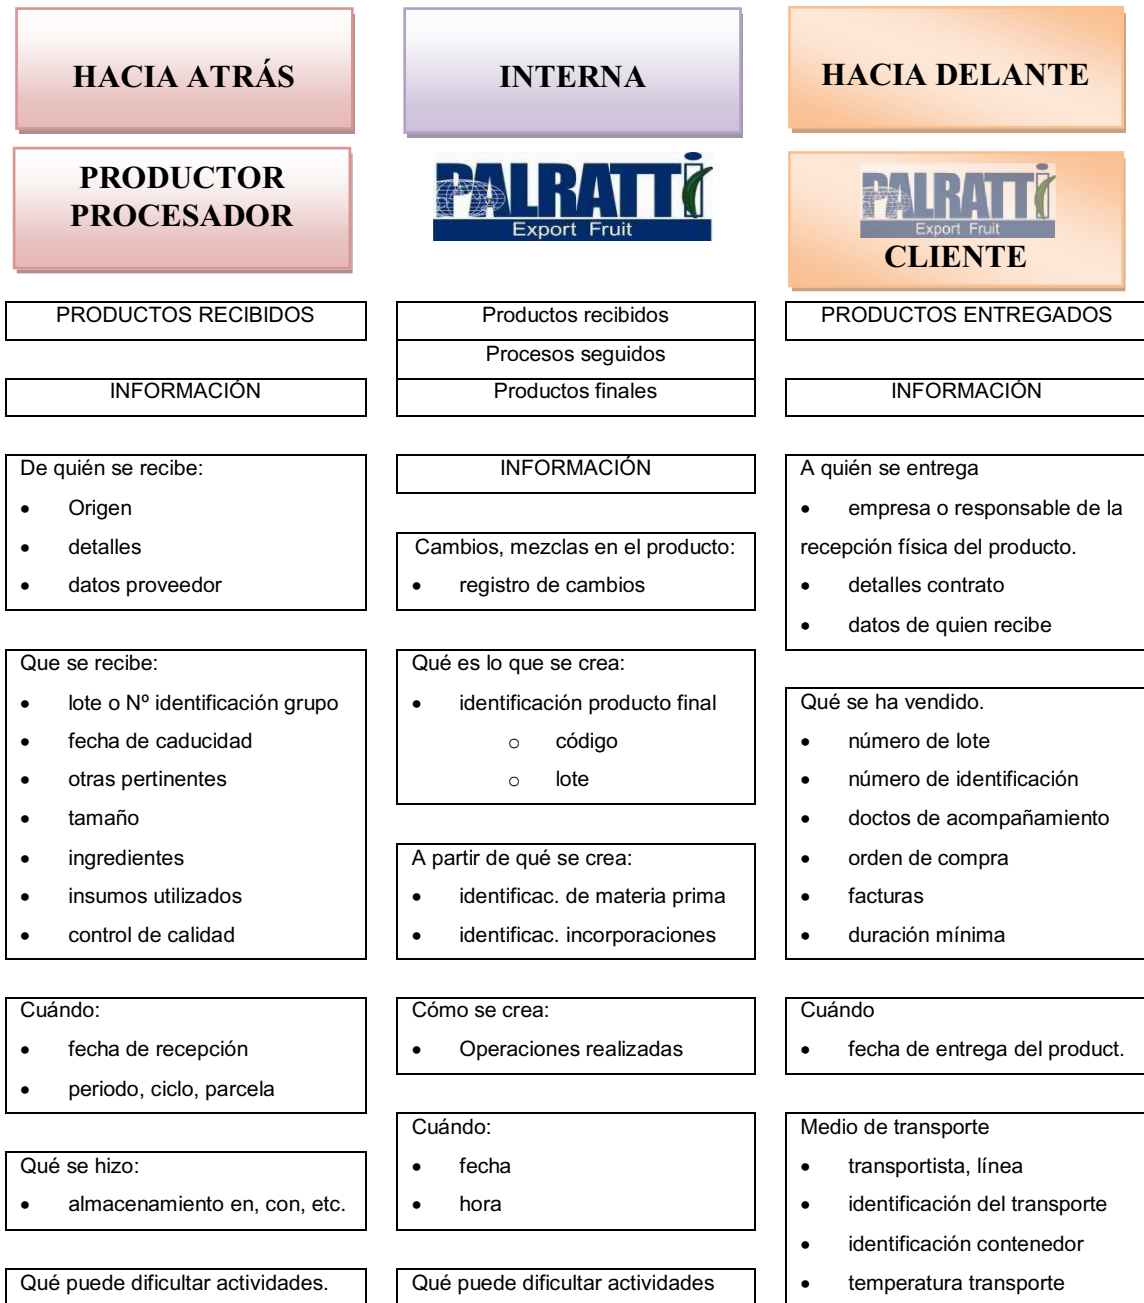 HACIA ATRÁS
PRODUCTOR
PROCESADOR
PRODUCTOS RECIBIDOS
INFORMACIÓN
De quién se recibe:
• Origen
• detalles
• datos proveedor
Que se recibe:
• lote o Nº identificación grupo
• fecha de caducidad
• otras pertinentes
• tamaño
• ingredientes
• insumos utilizados
• control de calidad
Cuándo:
• fecha de recepción
• periodo, ciclo, parcela
Qué se hizo:
• almacenamiento en, con, etc.
Qué puede dificultar actividades.
INTERNA
PALRATTi
Export Fruit
Productos recibidos
Procesos seguidos
Productos finales
INFORMACIÓN
Cambios, mezclas en el producto:
• registro de cambios
Qué es lo que se crea:
• identificación producto final
o código
o lote
A partir de qué se crea:
• identificac. de materia prima
• identificac. incorporaciones
Cómo se crea:
• Operaciones realizadas
Cuándo:
• fecha
• hora
Qué puede dificultar actividades
HACIA DELANTE
PALRATTi
Export Fruit
CLIENTE
PRODUCTOS ENTREGADOS
INFORMACIÓN
A quién se entrega
• empresa o responsable de la
recepción física del producto.
• detalles contrato
• datos de quien recibe
Qué se ha vendido.
• número de lote
• número de identificación
• doctos de acompañamiento
• orden de compra
• facturas
• duración mínima
Cuándo
• fecha de entrega del product.
Medio de transporte
• transportista, línea
• identificación del transporte
• identificación contenedor
• temperatura transporte